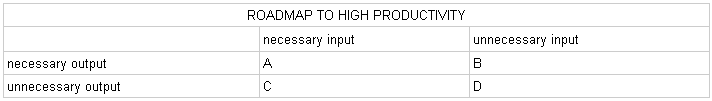 ROADMAP TO HIGH PRODUCTIVITY
necessary input unnecessary input
necessary output A B
unnecessary output C D